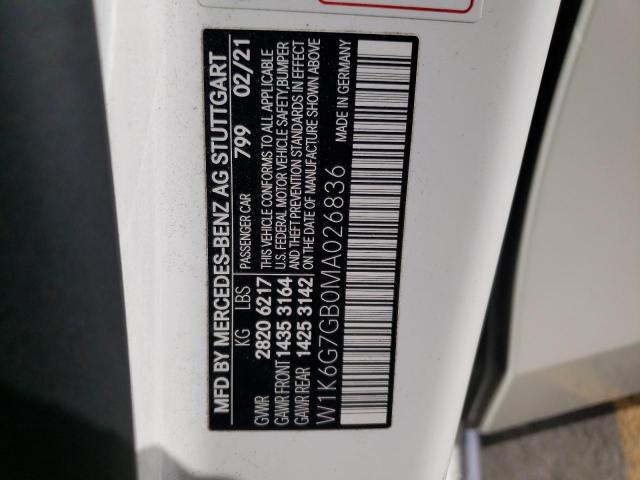 MFD BY MERCEDES-BENZ AG STUTTGART
KG LBS PASSENGER CAR 799 02/21
GVWR 2820 6217 THIS VEHICLE CONFORMS TO ALL APPLICABLE
GAWR FRONT 1435 3164 U.S. FEDERAL MOTOR VEHICLE SAFETY, BUMPER
GAWR REAR 1425 3142 AND THEFT PREVENTION STANDARDS IN EFFECT
ON THE DATE OF MANUFACTURE SHOWN ABOVE
W1K6G7GB0MA026836
MADE IN GERMANY